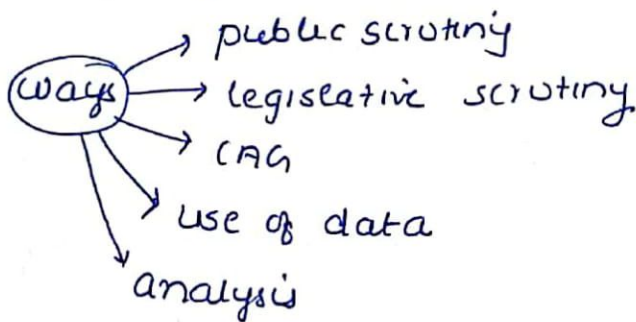 ways
public scrutiny
legislative scrutiny
CAG
use of data
analysis